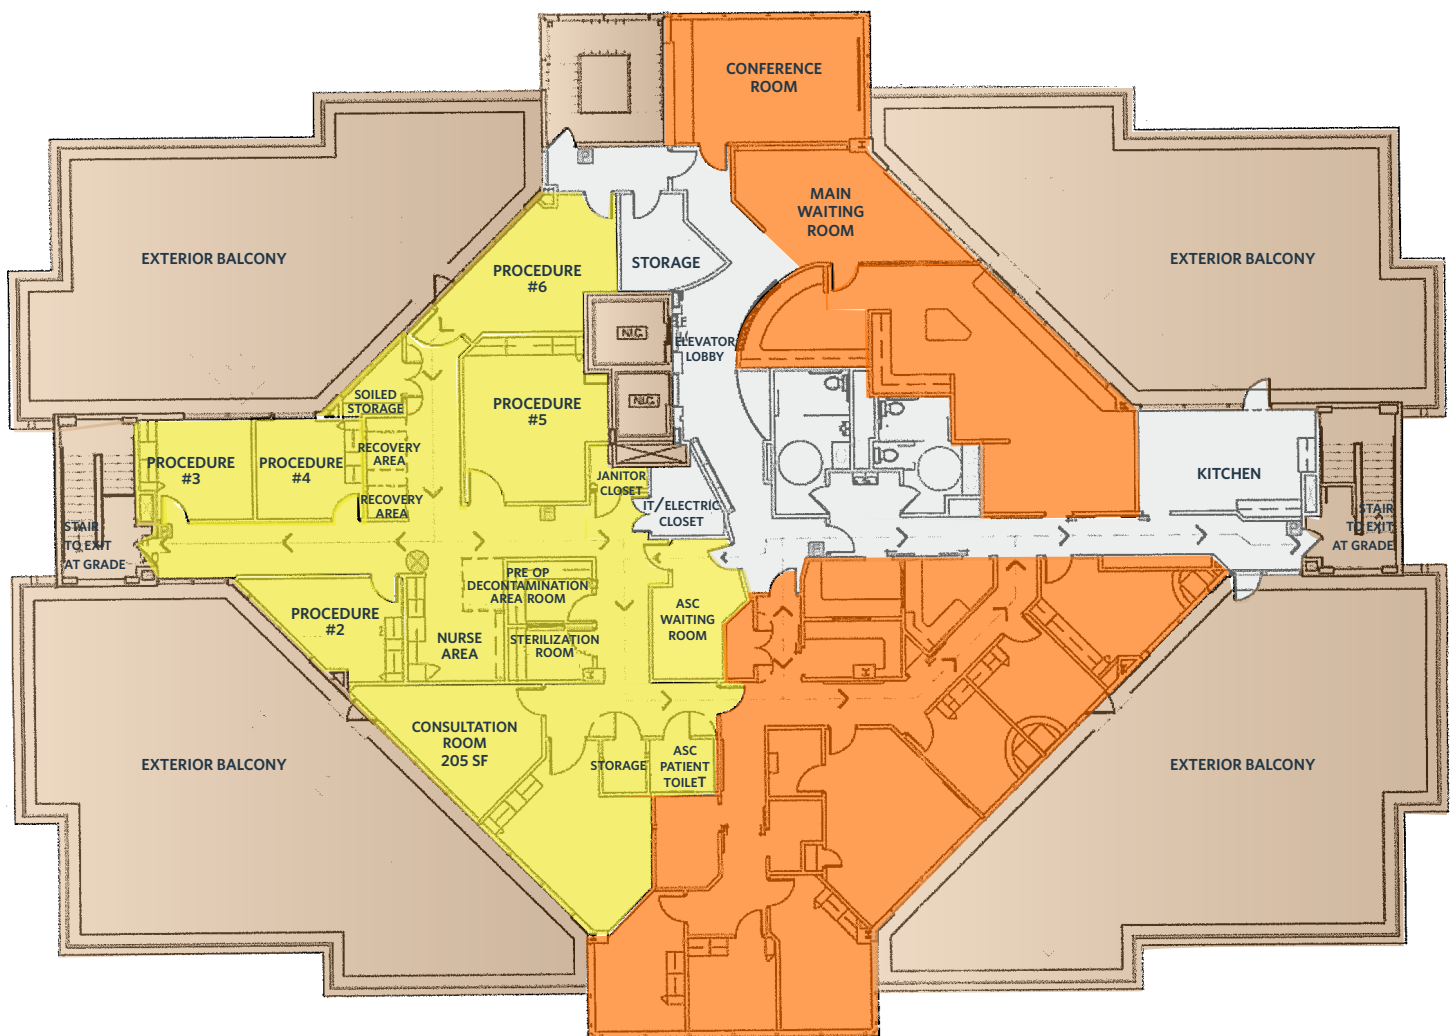 CONFERENCE
ROOM
MAIN
WAITING
ROOM
EXTERIOR BALCONY
PROCEDURE
#6
STORAGE
EXTERIOR BALCONY
N.I.C.
ELEVATOR
LOBBY
SOILED
STORAGE
PROCEDURE
#5
N.I.C.
PROCEDURE
#3
PROCEDURE
#4
RECOVERY
AREA
RECOVERY
AREA
JANITOR
CLOSET
IT/ELECTRIC
CLOSET
KITCHEN
STAIR
TO EXIT
AT GRADE
STAIR
TO EXIT
AT GRADE
PRE OP
DECONTAMINATION
AREA ROOM
PROCEDURE
#2
NURSE
AREA
STERILIZATION
ROOM
ASC
WAITING
ROOM
CONSULTATION
ROOM
205 SF
STORAGE
ASC
PATIENT
TOILET
EXTERIOR BALCONY
EXTERIOR BALCONY